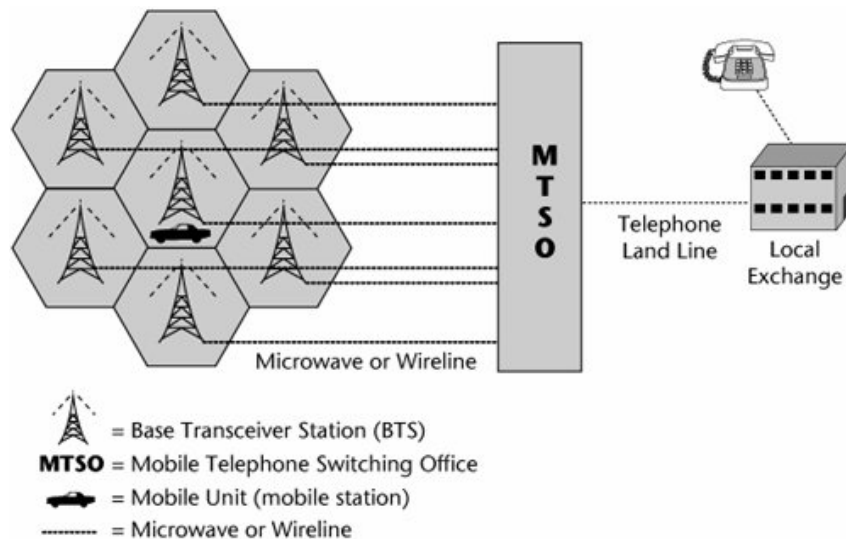 MTSO
Telephone
Land Line
Local
Exchange
Microwave or Wireline
= Base Transceiver Station (BTS)
MTSO = Mobile Telephone Switching Office
= Mobile Unit (mobile station)
= Microwave or Wireline